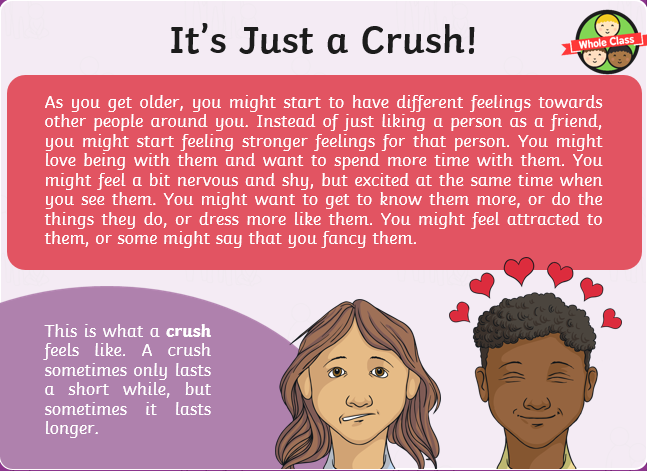 It's Just a Crush!
Whole Class
As you get older, you might start to have different feelings towards
other people around you. Instead of just liking a person as a friend,
you might start feeling stronger feelings for that person. You might
love being with them and want to spend more time with them. You
might feel a bit nervous and shy, but excited at the same time when
you see them. You might want to get to know them more, or do the
things they do, or dress more like them. You might feel attracted to
them, or some might say that you fancy them.
This is what a crush
feels like. A crush
sometimes only lasts
a short while, but
sometimes it lasts
longer.